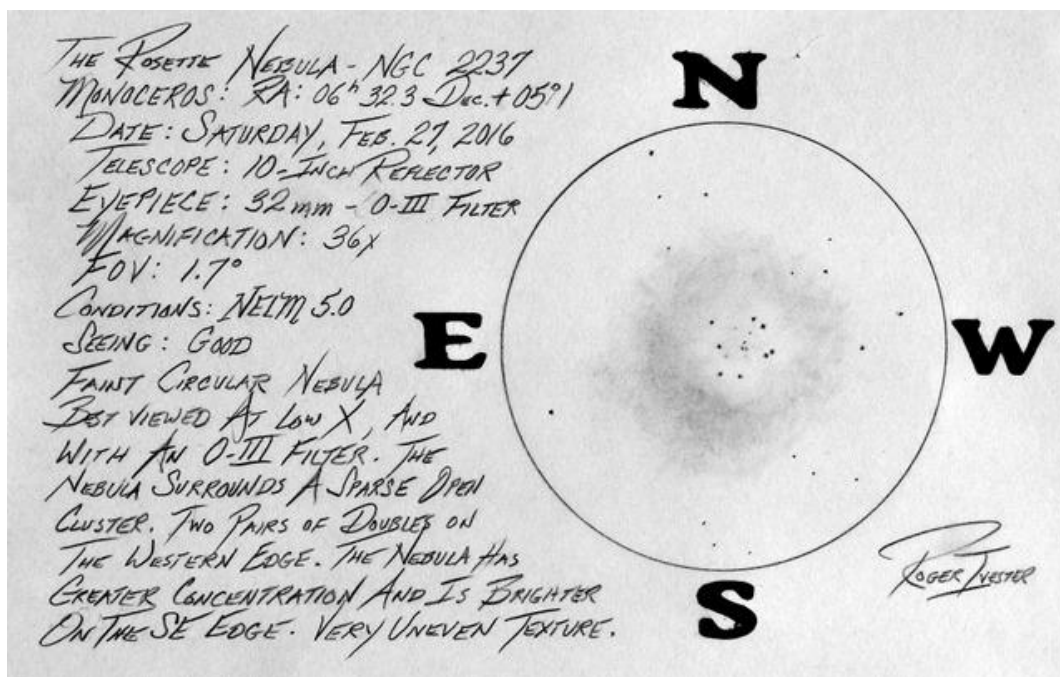 THE ROSETTE NEBULA - NGC 2237
MONOCEROS: RA: 06h 32.3 DEC. + 05°1
DATE: SATURDAY, FEB. 27, 2016
TELESCOPE: 10-INCH REFLECTOR
EYEPIECE: 32mm - O-III FILTER
MAGNIFICATION: 36X
FOV: 1.7°
CONDITIONS: NELM 5.0
SEEING: GOOD
FAINT CIRCULAR NEBULA
BEST VIEWED AT LOW X, AND
WITH AN O-III FILTER. THE
NEBULA SURROUNDS A SPARSE OPEN
CLUSTER. TWO PAIRS OF DOUBLES ON
THE WESTERN EDGE. THE NEBULA HAS
GREATER CONCENTRATION AND IS BRIGHTER
ON THE SE EDGE. VERY UNEVEN TEXTURE.
N
E
W
S
ROGER IVESTER